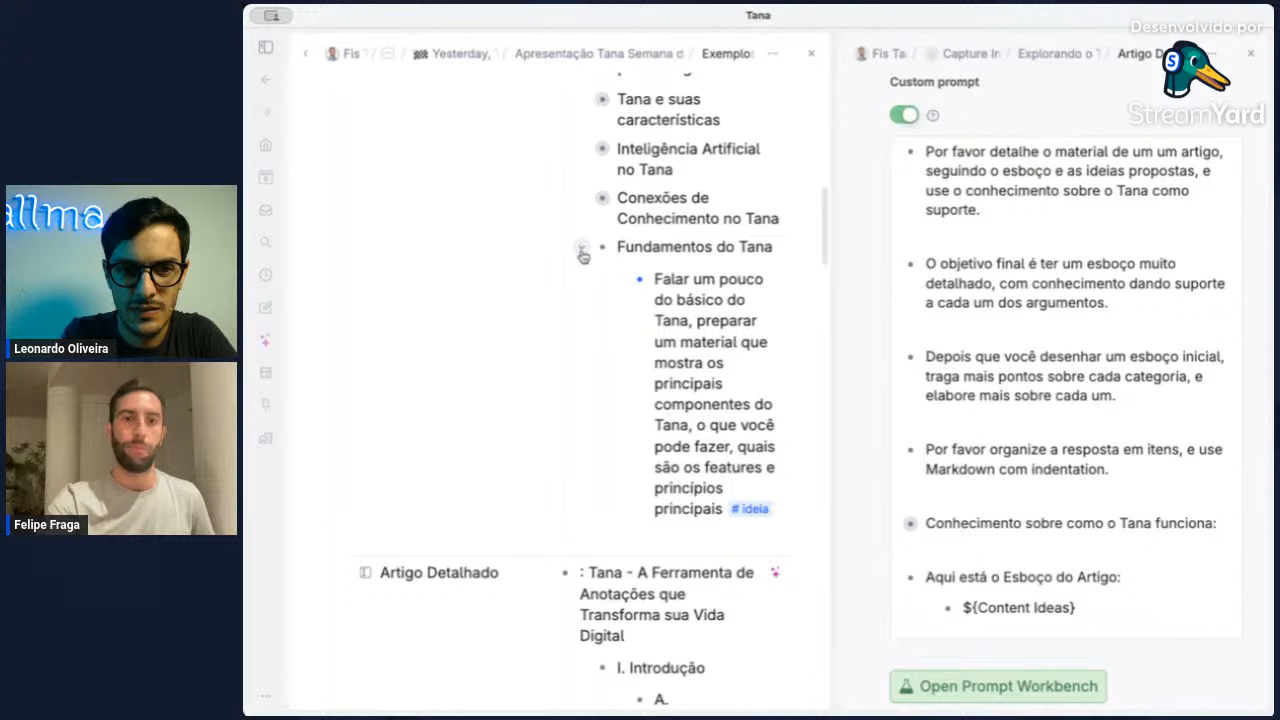 Tana
Desenvolvido por
StreamYard
Fis
Yesterday,
Apresentação Tana Semana d
Exemplo
Fis Ta
Capture In
Explorando o
Artigo D
Custom prompt
Tana e suas
características
Inteligência Artificial
no Tana
Conexões de
Conhecimento no Tana
Fundamentos do Tana
Falar um pouco
do básico do
Tana, preparar
um material que
mostra os
principais
componentes do
Tana, o que você
pode fazer, quais
são os features e
princípios
principais # ideia
Artigo Detalhado
: Tana - A Ferramenta de
Anotações que
Transforma sua Vida
Digital
I. Introdução
A.
Por favor detalhe o material de um um artigo,
seguindo o esboço e as ideias propostas, e
use o conhecimento sobre o Tana como
suporte.
O objetivo final é ter um esboço muito
detalhado, com conhecimento dando suporte
a cada um dos argumentos.
Depois que você desenhar um esboço inicial,
traga mais pontos sobre cada categoria, e
elabore mais sobre cada um.
Por favor organize a resposta em itens, e use
Markdown com indentation.
Conhecimento sobre como o Tana funciona:
Aqui está o Esboço do Artigo:
${Content Ideas}
Open Prompt Workbench
allma
Leonardo Oliveira
Felipe Fraga